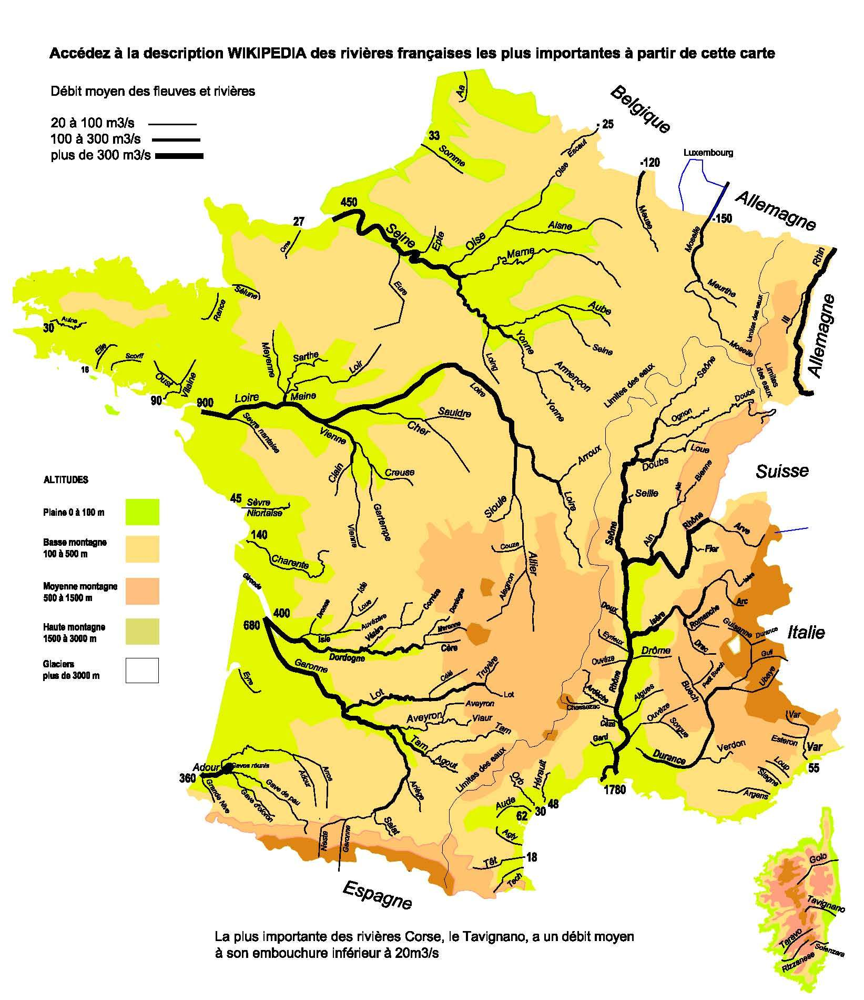 Accédez à la description WIKIPEDIA des rivières françaises les plus importantes à partir de cette carte
Débit moyen des fleuves et rivières
20 à 100 m3/s
100 à 300 m3/s
plus de 300 m3/s
Belgique
Aa
- 25
Escaut
33
Somme
Oise
-120
Luxembourg
Allemagne
-150
450
27
Orne
Seine
Epte
Oise
Aisne
Marne
Meuse
Moselle
Rhin
Eure
Meurthe
Limites des eaux
Ill
Allemagne
Sélune
Rance
Aulne
30
Aube
Elle
Scorff
16
Oust
Vilaine
90
Mayenne
Sarthe
Loir
Maine
Loing
Yonne
Seine
Armencon
Yonne
Moselle
Limites des eaux
Saône
Limites
des eaux
Doubs
Ognon
900
Loire
Loire
Sevre nantaise
Vienne
Cher
Sauldre
Arroux
Doubs
Loue
Suisse
Clain
Creuse
Gartempe
Vienne
Sioule
Loire
Seille
Ain
Bienne
ALTITUDES
Plaine 0 à 100 m
Basse montagne
100 à 500 m
Moyenne montagne
500 à 1500 m
Haute montagne
1500 à 3000 m
Glaciers
plus de 3000 m
45
Sèvre
Niortaise
140
Charente
Gironde
Couze
Allier
Alagnon
Saône
Ain
Rhône
Arve
Fier
Isère
Arc
400
680
Dronne
Isle
Loue
Auvézère
Isle
Vézère
Corrèze
Dordogne
Maronne
Cère
Dordogne
Doux
Isère
Romanche
Drac
Guisanne
Durance
Italie
Eyrieux
Ouvèze
Drôme
Guil
Ubaye
Petit Buech
Buech
Garonne
Eyre
Lot
Célé
Truyère
Lot
Ardèche
Rhône
Chassezac
Aigues
Ouvèze
Sorgue
Cèze
Gard
Aveyron
Aveyron
Viaur
Tarn
Tarn
Agout
Limites des eaux
Durance
Verdon
Var
Esteron
Var
55
Loup
Siagne
Argens
1780
Adour
360
Gaves réunis
Grande Nive
Gave d'oloron
Gave de pau
Adour
Arros
Ariège
Salat
Neste
Garonne
Orb
Hérault
48
30
Aude
62
Agly
Têt
18
Tech
Espagne
Golo
Tavignano
Taravo
Solenzara
Rizzanese
La plus importante des rivières Corse, le Tavignano, a un débit moyen
à son embouchure inférieur à 20m3/s